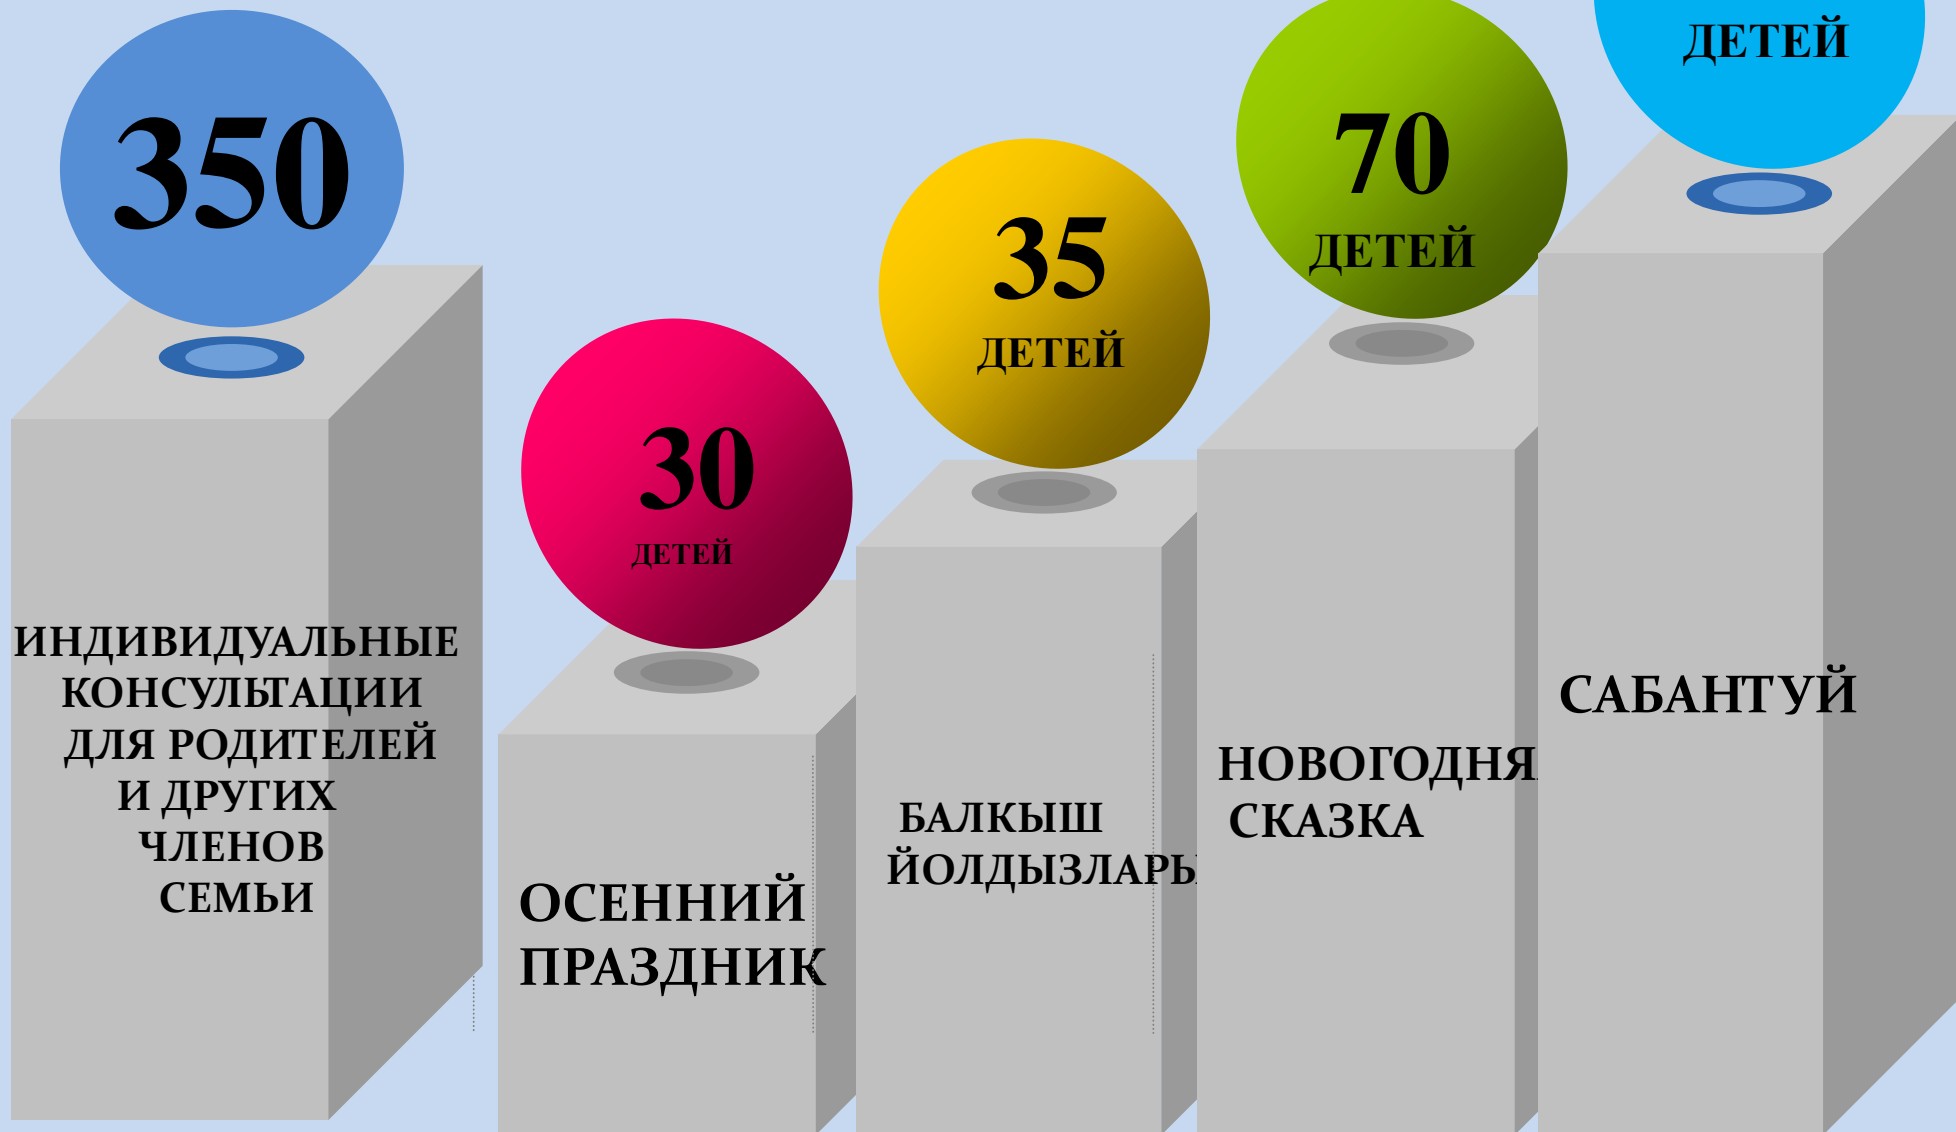 350
ИНДИВИДУАЛЬНЫЕ
КОНСУЛЬТАЦИИ
ДЛЯ РОДИТЕЛЕЙ
И ДРУГИХ
ЧЛЕНОВ
СЕМЬИ
30
ДЕТЕЙ
ОСЕННИЙ
ПРАЗДНИК
35
ДЕТЕЙ
БАЛКЫШ
ЙОЛДЫЗЛАРЫ
70
ДЕТЕЙ
НОВОГОДНЯ
СКАЗКА
ДЕТЕЙ
САБАНТУЙ